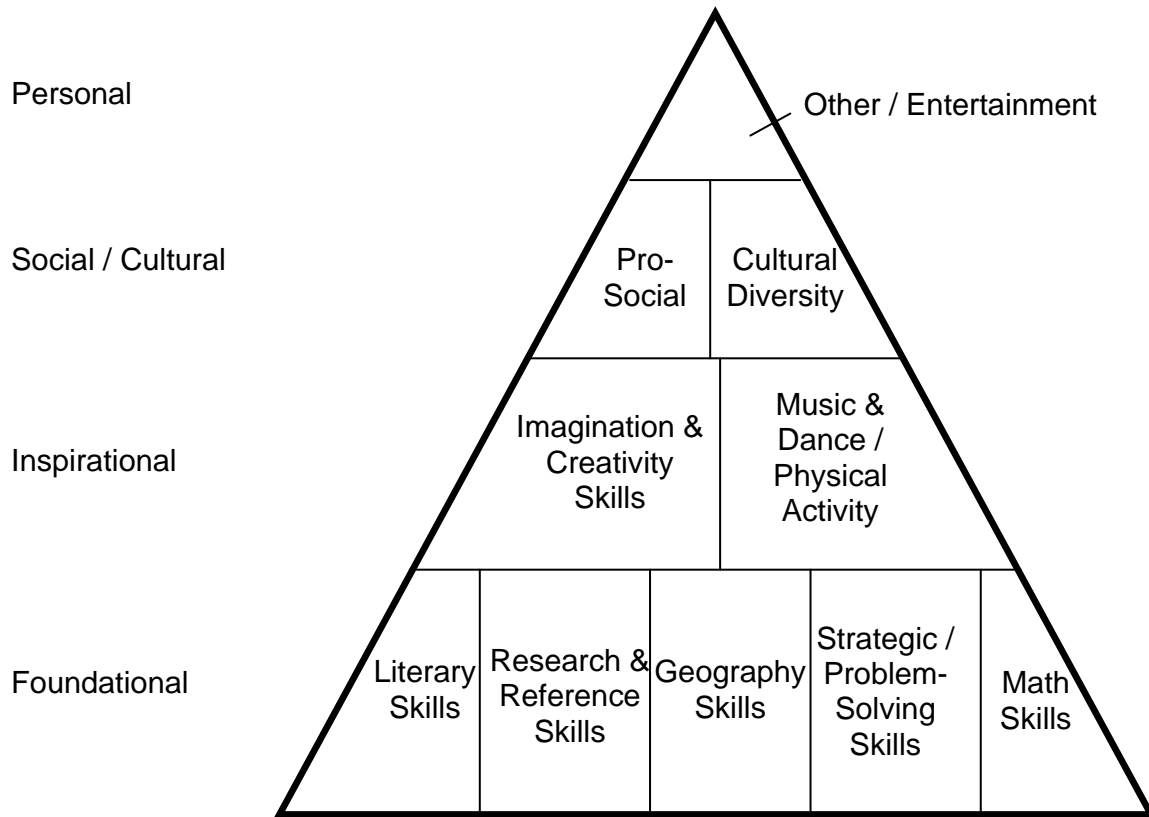 Personal
Other / Entertainment
Social / Cultural
Pro-
Social
Cultural
Diversity
Inspirational
Imagination &
Creativity
Skills
Music &
Dance /
Physical
Activity
Foundational
Literary
Skills
Research &
Reference
Skills
Geography
Skills
Strategic /
Problem-
Solving
Skills
Math
Skills